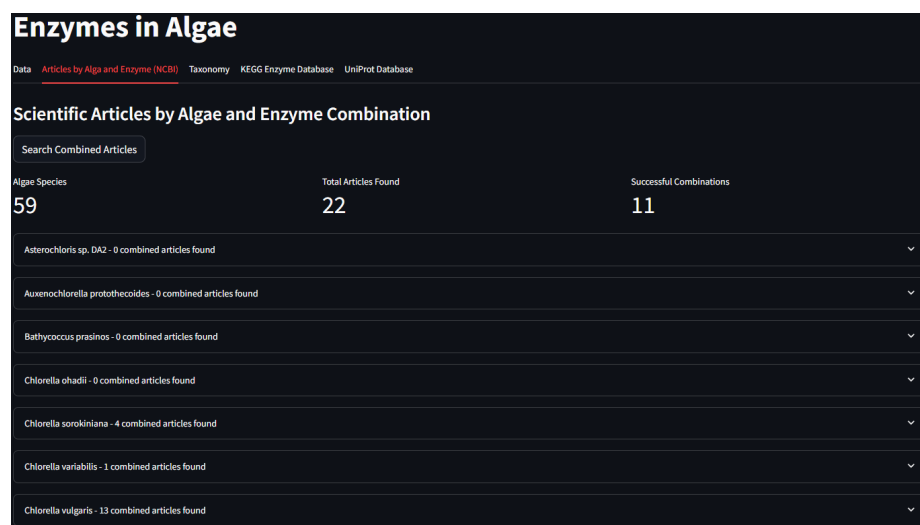 Enzymes in Algae
Data Articles by Alga and Enzyme (NCBI) Taxonomy KEGG Enzyme Database UniProt Database
Scientific Articles by Algae and Enzyme Combination
Search Combined Articles
Algae Species Total Articles Found Successful Combinations
59 22 11
Asterochloris sp. DA2 - 0 combined articles found
Auxenochlorella protothecoides - 0 combined articles found
Bathycoccus prasinos - 0 combined articles found
Chlorella ohadii - 0 combined articles found
Chlorella sorokiniana - 4 combined articles found
Chlorella variabilis - 1 combined articles found
Chlorella vulgaris - 13 combined articles found